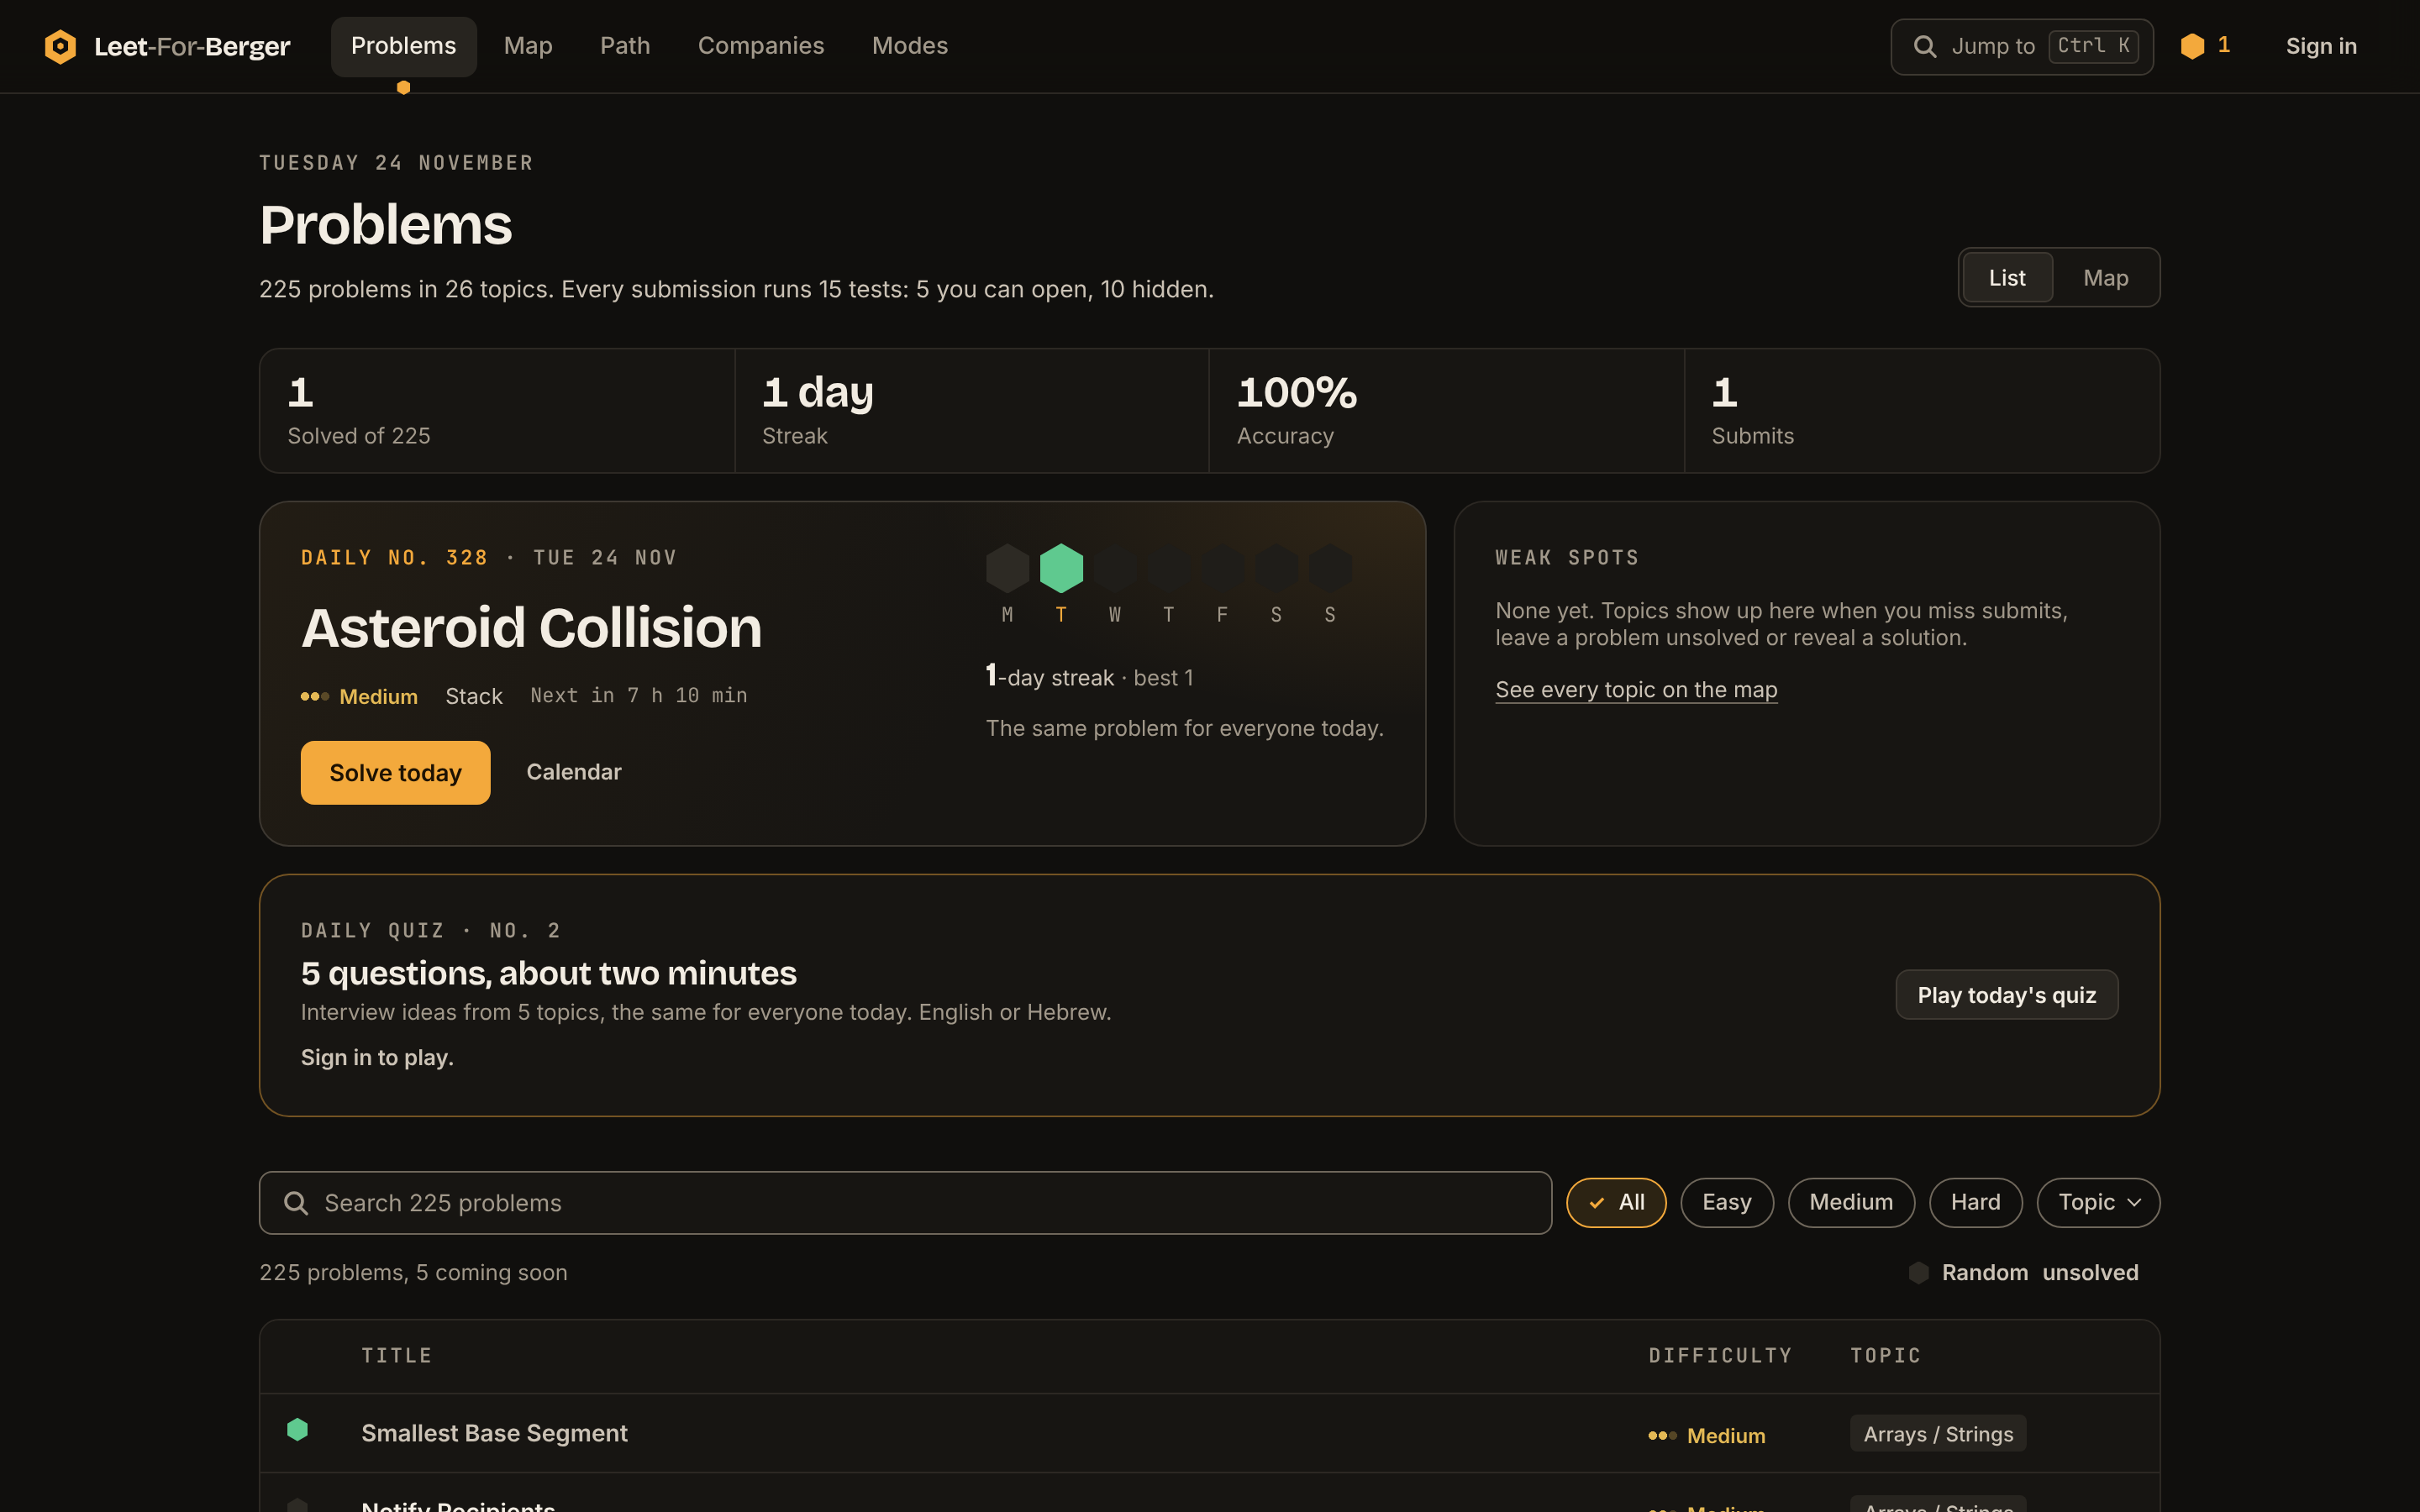 Leet-For-Berger
Problems
Map
Path
Companies
Modes
Jump to
Ctrl K
1
Sign in
TUESDAY 24 NOVEMBER
Problems
225 problems in 26 topics. Every submission runs 15 tests: 5 you can open, 10 hidden.
List
Map
1
Solved of 225
1 day
Streak
100%
Accuracy
1
Submits
DAILY NO. 328 · TUE 24 NOV
Asteroid Collision
Medium
Stack
Next in 7 h 10 min
Solve today
Calendar
M T W T F S S
1-day streak · best 1
The same problem for everyone today.
WEAK SPOTS
None yet. Topics show up here when you miss submits,
leave a problem unsolved or reveal a solution.
See every topic on the map
DAILY QUIZ · NO. 2
5 questions, about two minutes
Interview ideas from 5 topics, the same for everyone today. English or Hebrew.
Sign in to play.
Play today's quiz
Search 225 problems
All
Easy
Medium
Hard
Topic
225 problems, 5 coming soon
Random unsolved
TITLE
DIFFICULTY
TOPIC
Smallest Base Segment
Medium
Arrays / Strings
Notify Recipients
Medium
Arrays / Strings